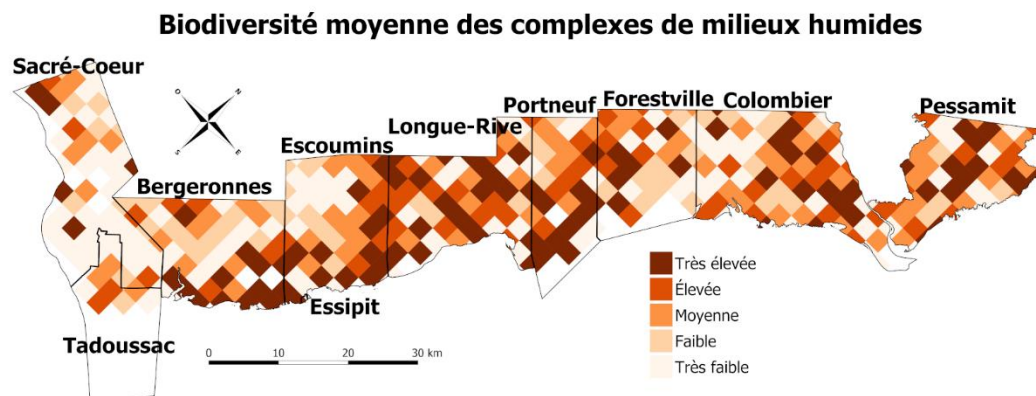 Biodiversité moyenne des complexes de milieux humides
Sacré-Coeur
O N
S E
Bergeronnes
Escoumins
Longue-Rive
Portneuf
Forestville
Colombier
Pessamit
Essipit
Tadoussac
0 10 20 30 km
Très élevée
Élevée
Moyenne
Faible
Très faible